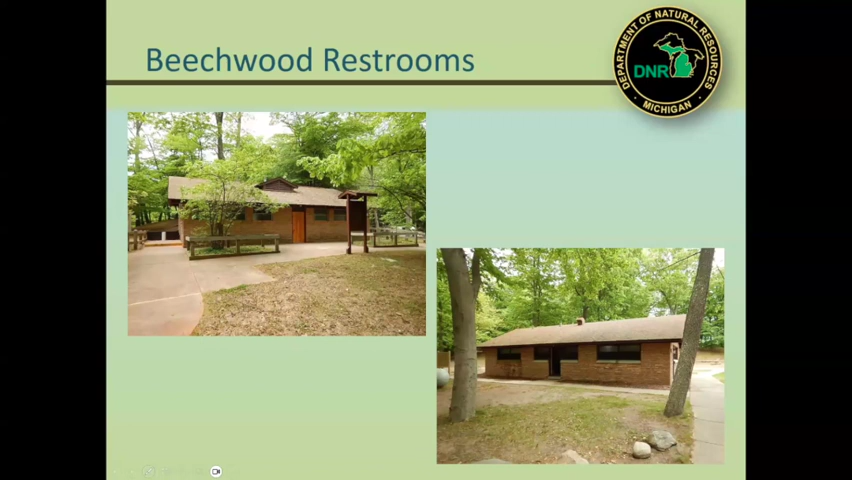 Beechwood Restrooms
DEPARTMENT OF NATURAL RESOURCES
DNR
MICHIGAN